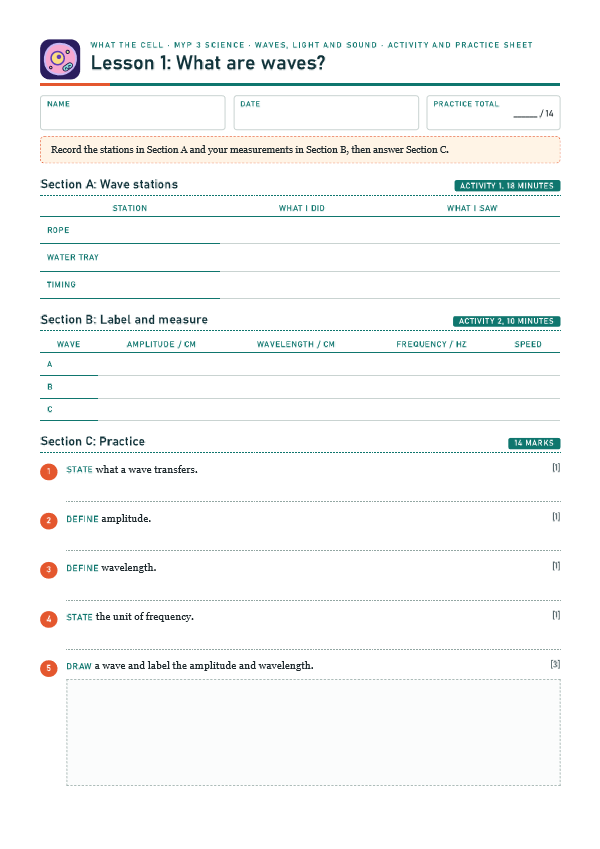 WHAT THE CELL · MYP 3 SCIENCE · WAVES, LIGHT AND SOUND · ACTIVITY AND PRACTICE SHEET
Lesson 1: What are waves?
NAME
DATE
PRACTICE TOTAL
_____ / 14
Record the stations in Section A and your measurements in Section B, then answer Section C.
Section A: Wave stations
ACTIVITY 1, 18 MINUTES
STATION WHAT I DID WHAT I SAW
ROPE
WATER TRAY
TIMING
Section B: Label and measure
ACTIVITY 2, 10 MINUTES
WAVE AMPLITUDE / CM WAVELENGTH / CM FREQUENCY / HZ SPEED
A
B
C
Section C: Practice
14 MARKS
1 STATE what a wave transfers. [1]
2 DEFINE amplitude. [1]
3 DEFINE wavelength. [1]
4 STATE the unit of frequency. [1]
5 DRAW a wave and label the amplitude and wavelength. [3]